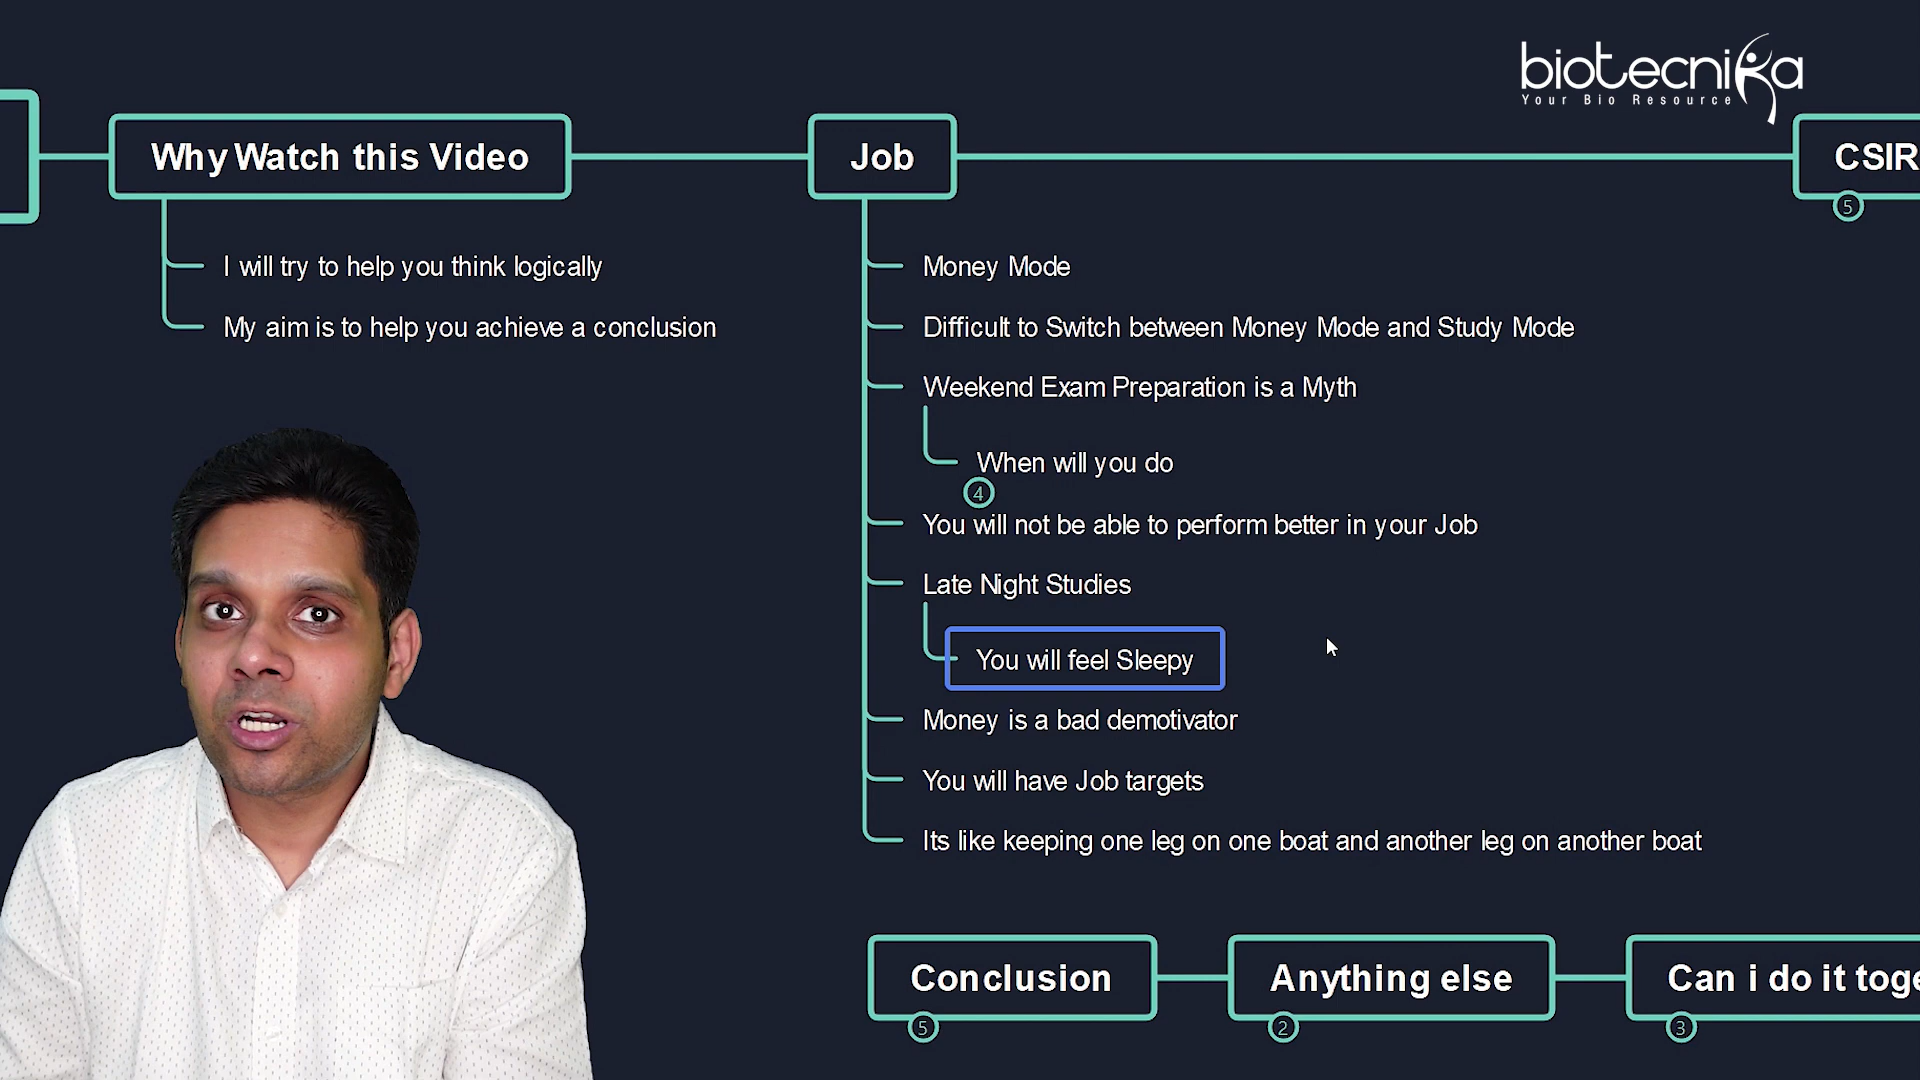 biotecnika
Your Bio Resource
Why Watch this Video
Job
CSIR
5
I will try to help you think logically
My aim is to help you achieve a conclusion
Money Mode
Difficult to Switch between Money Mode and Study Mode
Weekend Exam Preparation is a Myth
When will you do
4
You will not be able to perform better in your Job
Late Night Studies
You will feel Sleepy
Money is a bad demotivator
You will have Job targets
Its like keeping one leg on one boat and another leg on another boat
Conclusion
5
Anything else
2
Can i do it toge
3